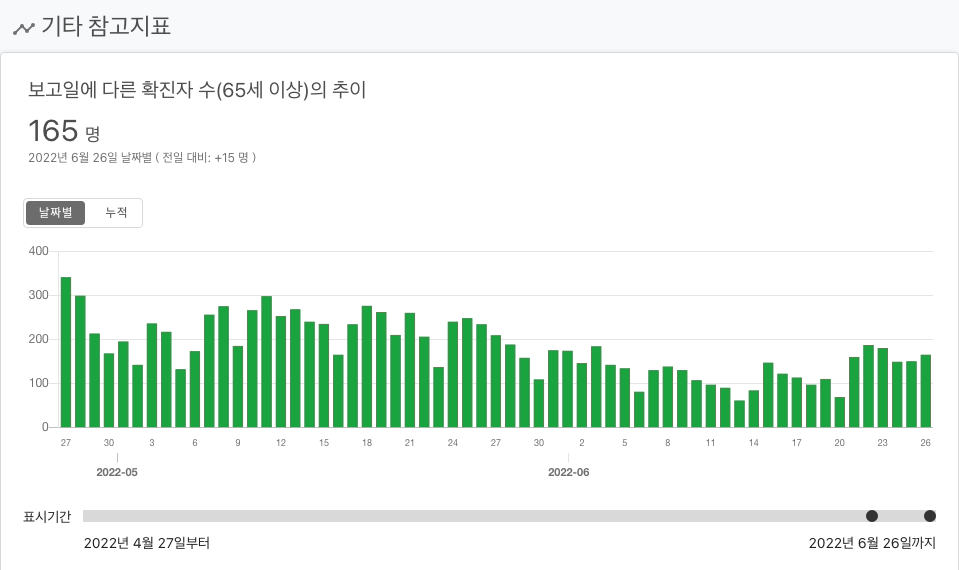 기타 참고지표
보고일에 다른 확진자 수(65세 이상)의 추이
165 명
2022년 6월 26일 날짜별 ( 전일 대비: +15 명 )
날짜별 누적
400
300
200
100
0
27 30 3 6 9 12 15 18 21 24 27 30 2 5 8 11 14 17 20 23 26
2022-05 2022-06
표시기간
2022년 4월 27일부터 2022년 6월 26일까지